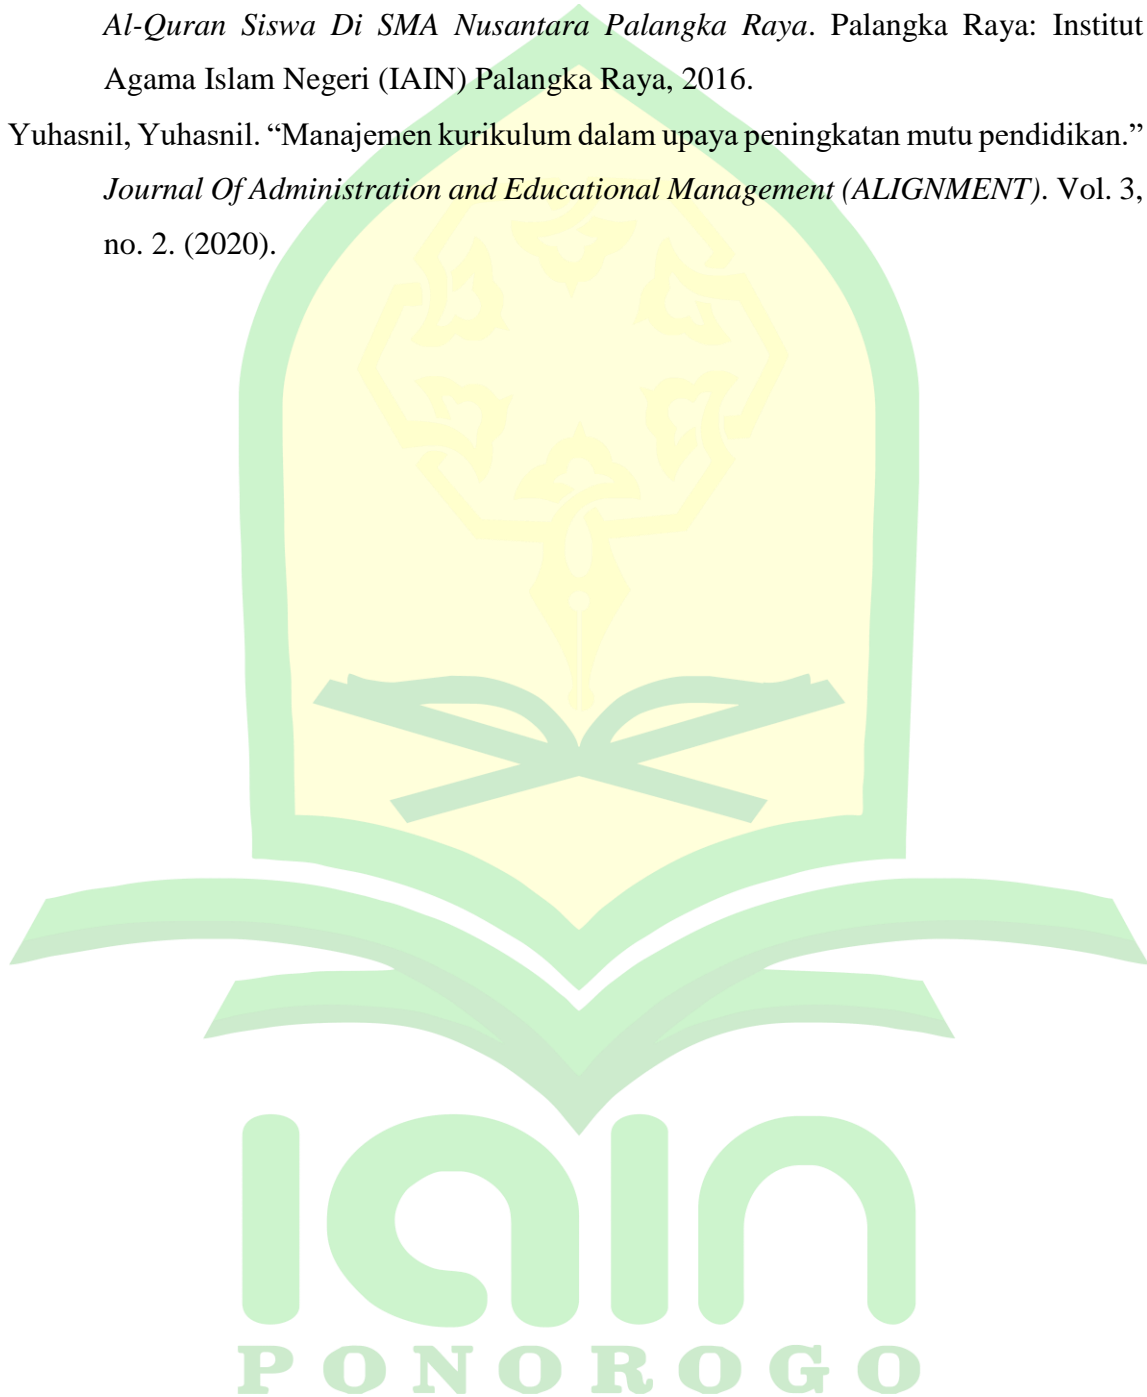 Al-Quran Siswa Di SMA Nusantara Palangka Raya. Palangka Raya: Institut
Agama Islam Negeri (IAIN) Palangka Raya, 2016.
Yuhasnil, Yuhasnil. “Manajemen kurikulum dalam upaya peningkatan mutu pendidikan.”
Journal Of Administration and Educational Management (ALIGNMENT). Vol. 3,
no. 2. (2020).
iain
PONOROGO